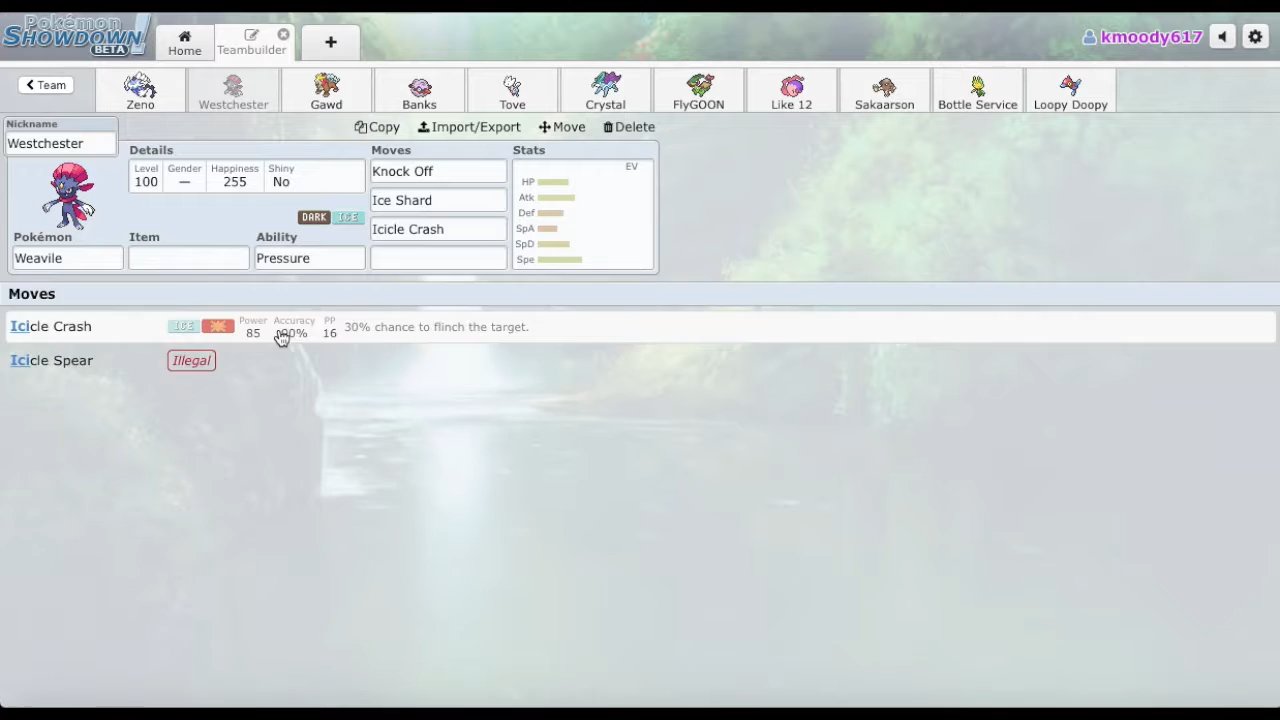 Pokémon
SHOWDOWN
BETA
Home
Teambuilder
+
kmoody617
Team
Zeno
Westchester
Gawd
Banks
Tove
Crystal
FlyGOON
Like 12
Sakaarson
Bottle Service
Loopy Doopy
Nickname
Westchester
Copy
Import/Export
Move
Delete
Details
Level
100
Gender
—
Happiness
255
Shiny
No
DARK ICE
Pokémon
Weavile
Item
Ability
Pressure
Moves
Knock Off
Ice Shard
Icicle Crash
Stats
EV
HP
Atk
Def
SpA
SpD
Spe
Moves
Icicle Crash ICE Power 85 Accuracy PP 16 30% chance to flinch the target.
Icicle Spear Illegal